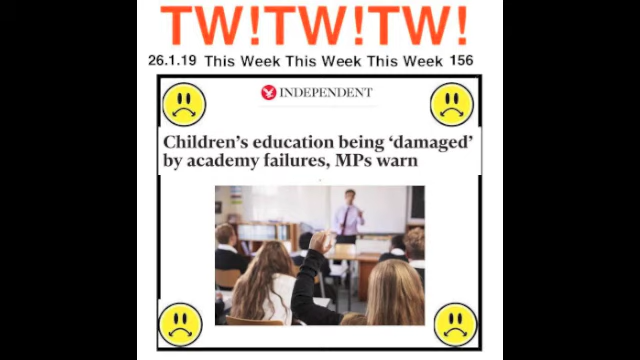 TW!TW!TW!
26.1.19 This Week This Week This Week 156
INDEPENDENT
Children's education being ‘damaged’
by academy failures, MPs warn